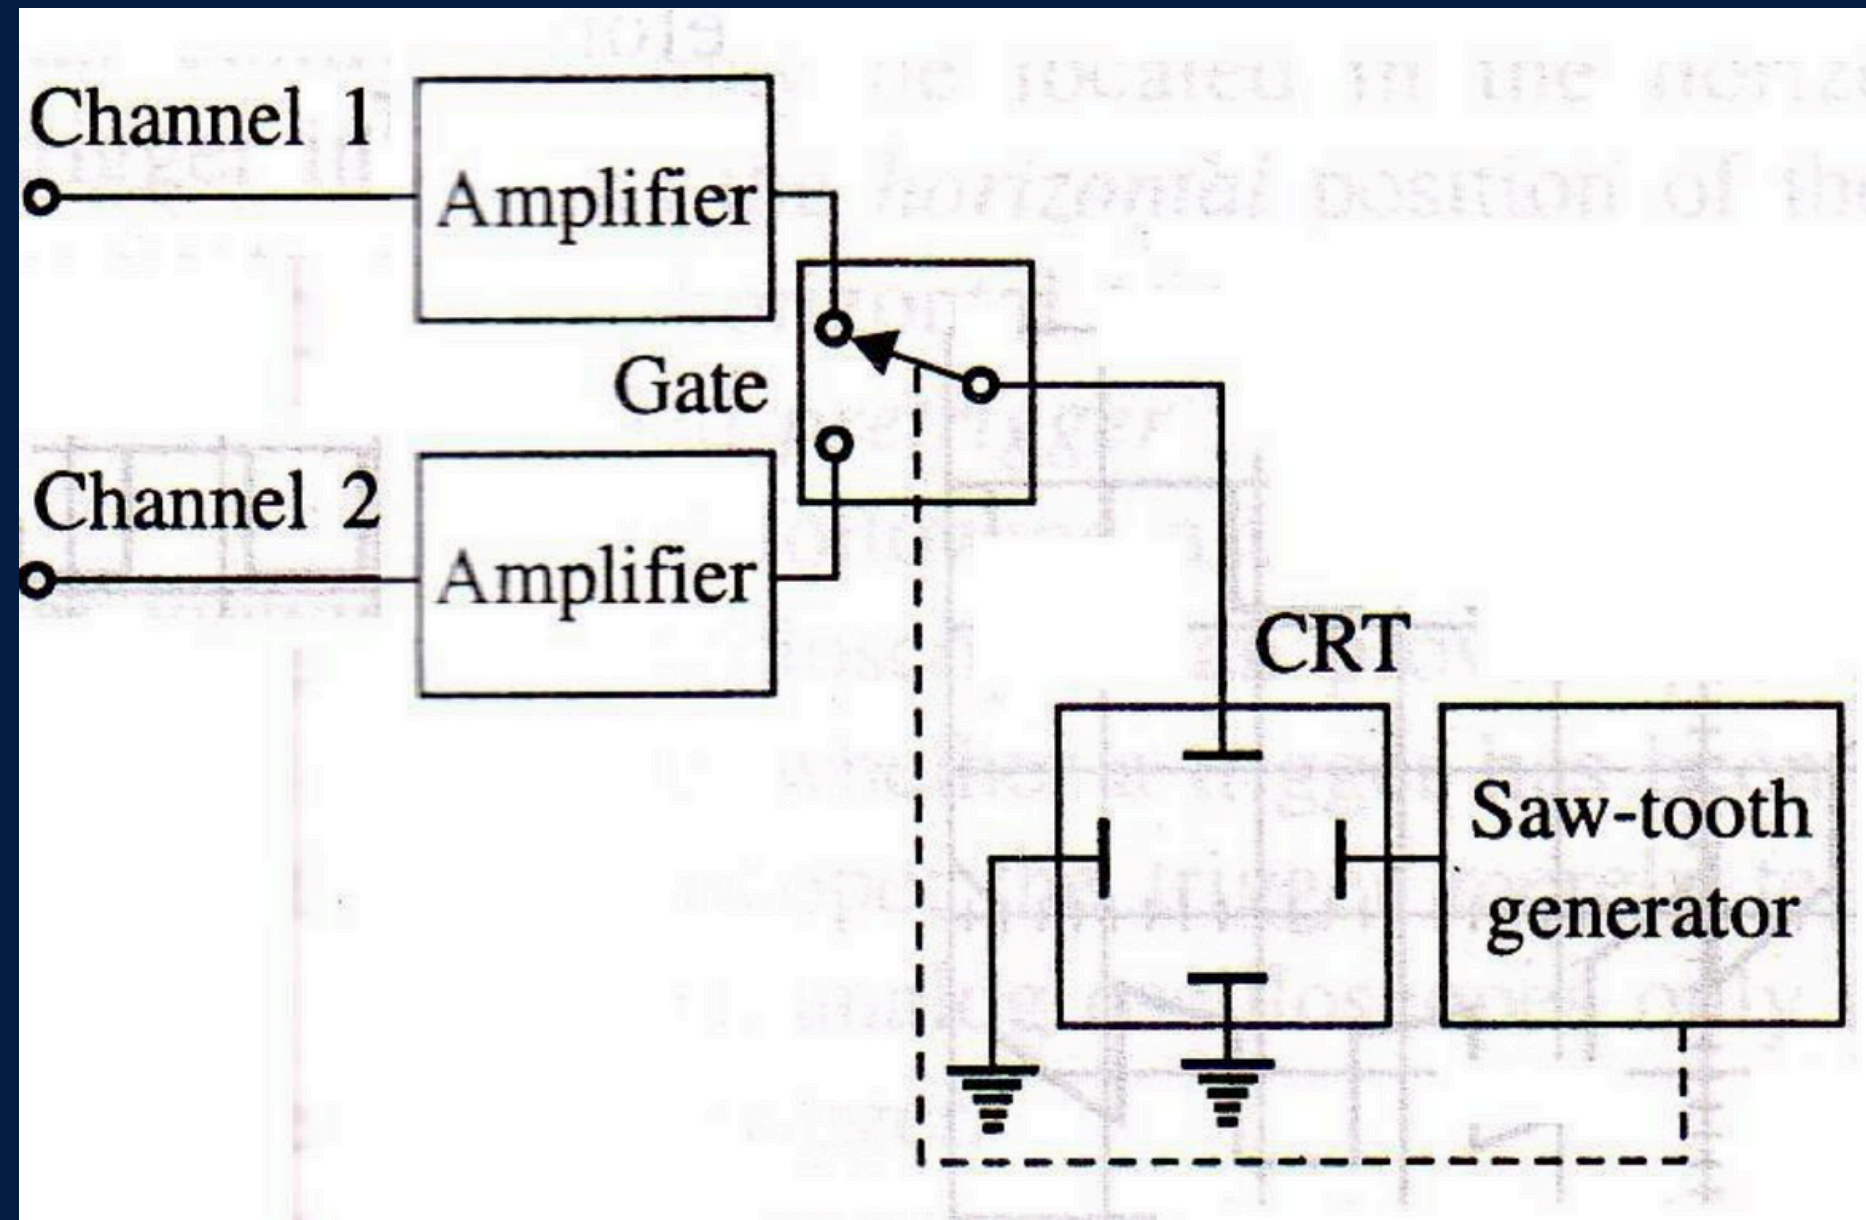 Channel 1
Amplifier
Gate
Channel 2
Amplifier
CRT
Saw-tooth
generator